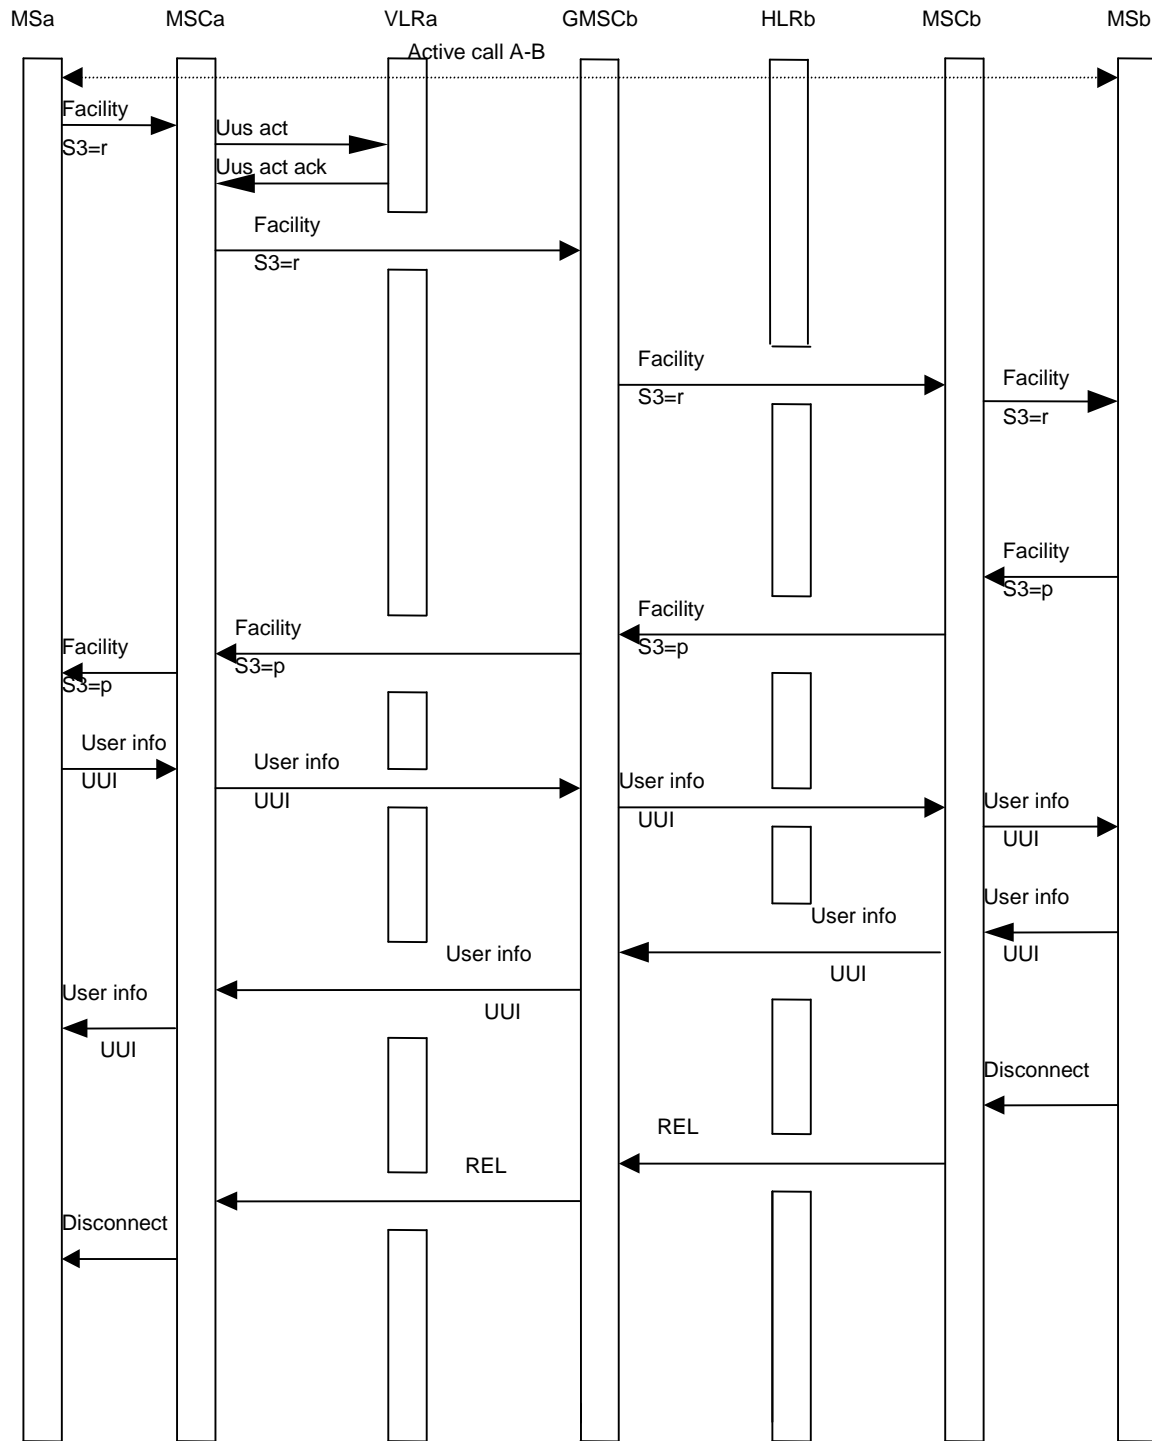 MSa MSCa VLRa GMSCb HLRb MSCb MSb
Active call A-B
Facility
S3=r
Uus act
Uus act ack
Facility
S3=r
Facility
S3=r
Facility
S3=r
Facility
S3=p
Facility
S3=p
Facility
S3=p
Facility
S3=p
User info
UUI
User info
UUI
User info
UUI
User info
UUI
User info
UUI
User info
UUI
User info
UUI
User info
UUI
Disconnect
REL
REL
Disconnect